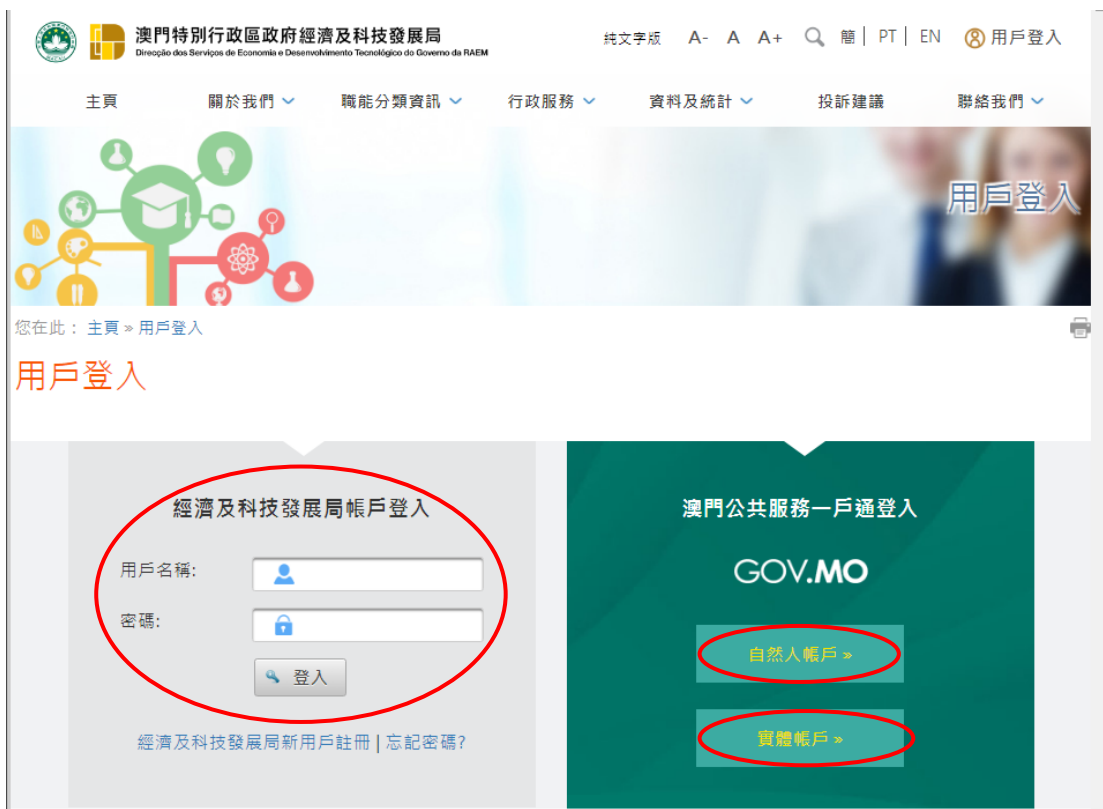 澳門特別行政區政府經濟及科技發展局
Direcção dos Serviços de Economia e Desenvolvimento Tecnológico do Governo da RAEM
純文字版 A- A A+ 簡 | PT | EN 用戶登入
主頁 關於我們 職能分類資訊 行政服務 資料及統計 投訴建議 聯絡我們
用戶登入
您在此： 主頁 » 用戶登入
用戶登入
經濟及科技發展局帳戶登入
用戶名稱:
密碼:
登入
經濟及科技發展局新用戶註冊 | 忘記密碼?
澳門公共服務一戶通登入
GOV.MO
自然人帳戶 »
實體帳戶 »